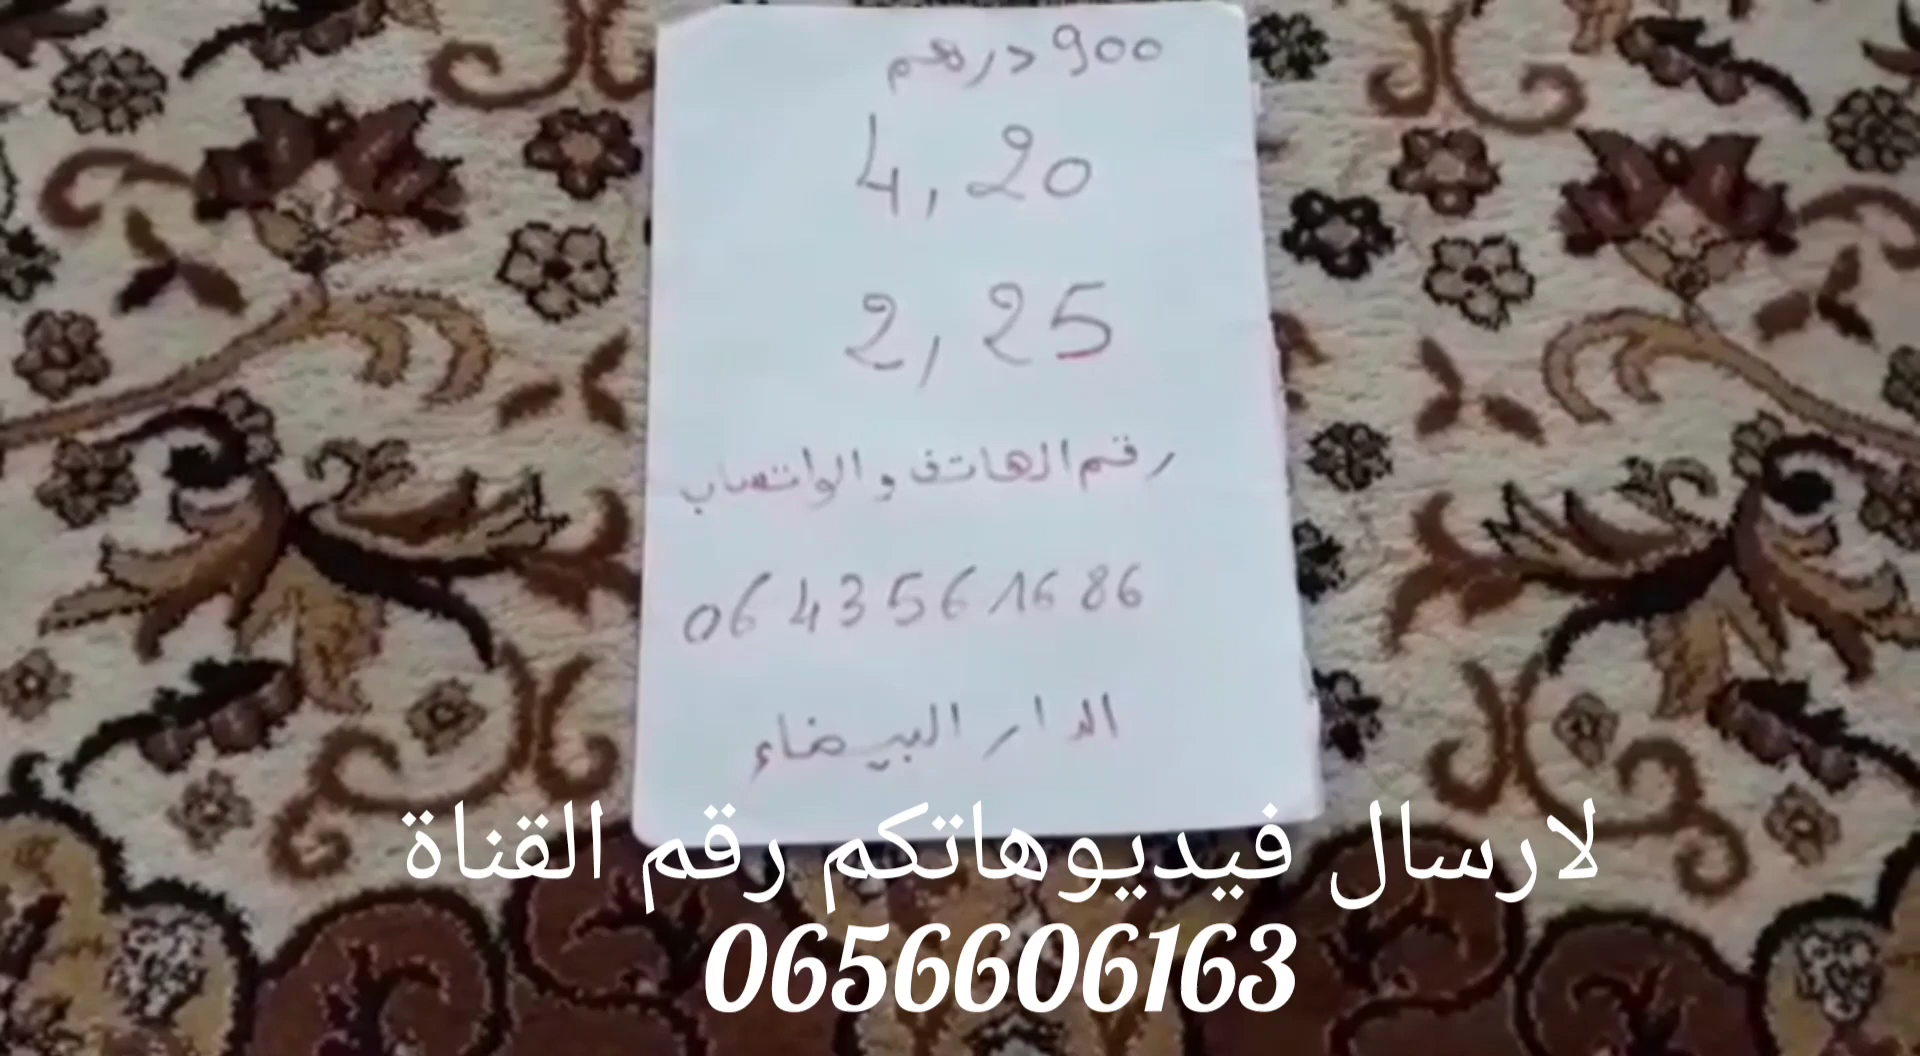 900 درهم
4,20
2,25
رقم الهاتف والواتساب
0643561686
الدار البيضاء
لارسال فيديوهاتكم رقم القناة
0656606163